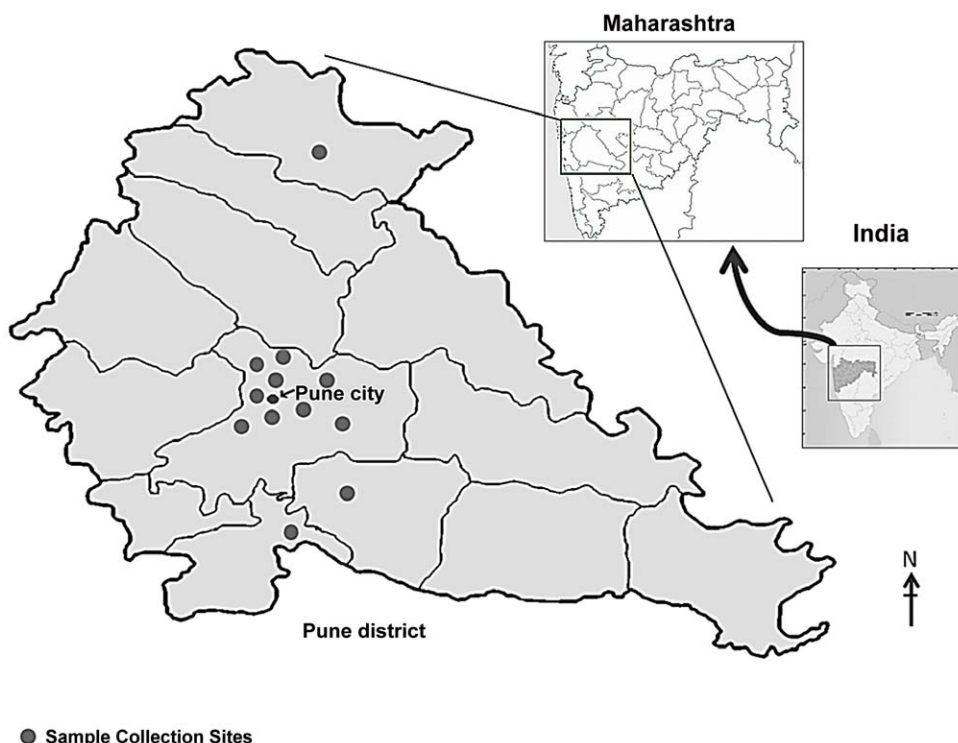 Maharashtra
India
Pune city
N
Pune district
Sample Collection Sites